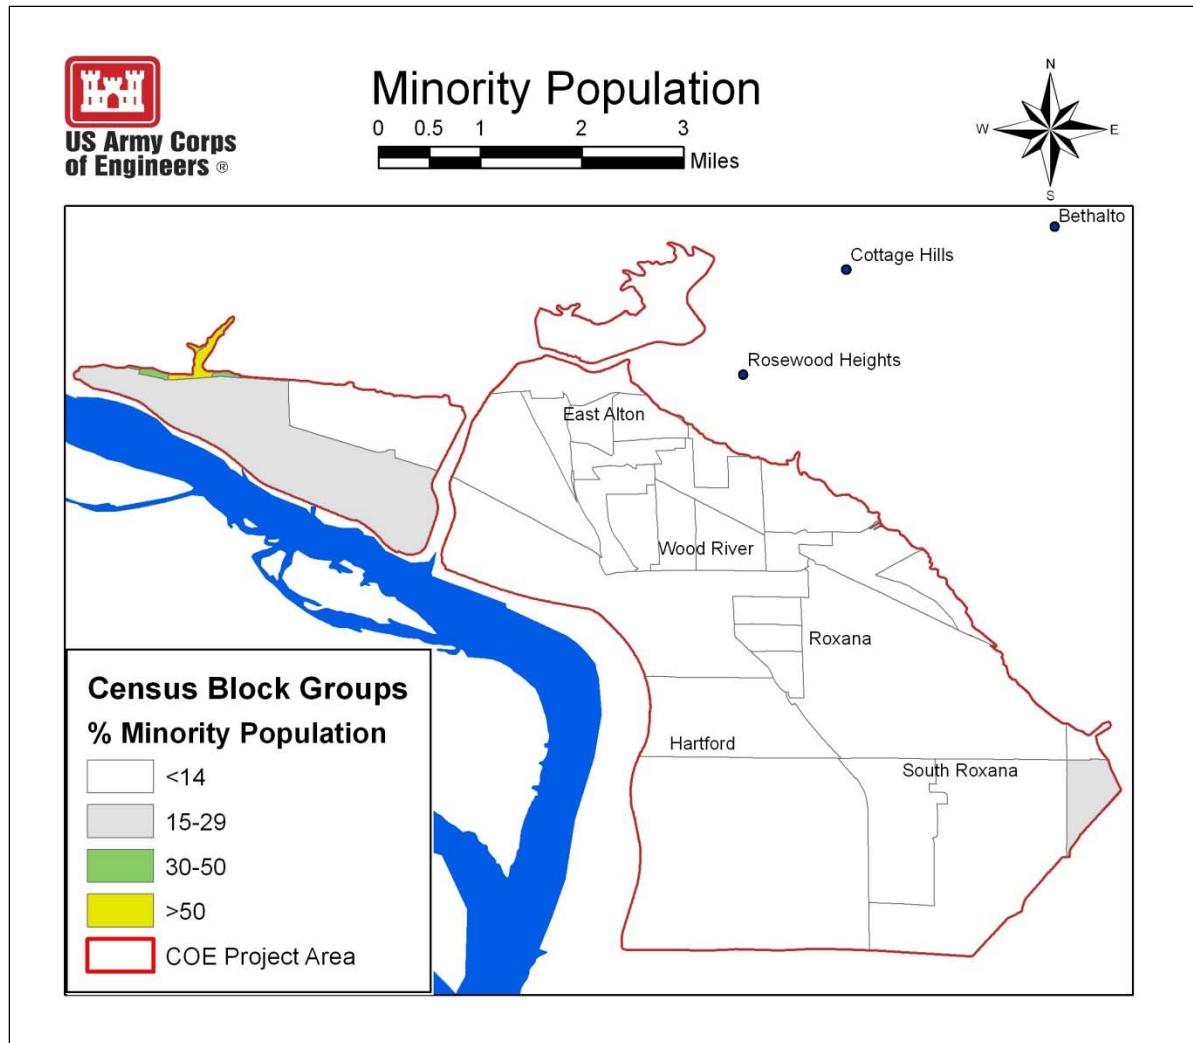 Minority Population
0 0.5 1 2 3
Miles
US Army Corps
of Engineers ®
N
W
E
S
Bethalto
Cottage Hills
Rosewood Heights
East Alton
Wood River
Roxana
Hartford
South Roxana
Census Block Groups
% Minority Population
<14
15-29
30-50
>50
COE Project Area